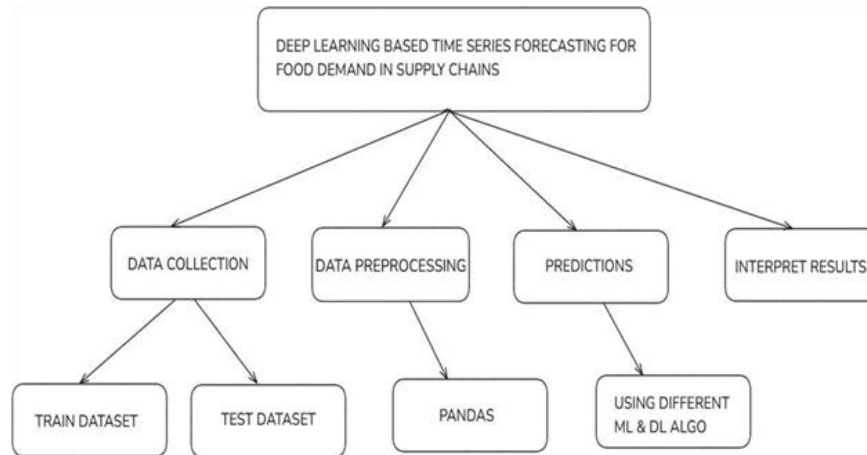 DEEP LEARNING BASED TIME SERIES FORECASTING FOR
FOOD DEMAND IN SUPPLY CHAINS
DATA COLLECTION
DATA PREPROCESSING
PREDICTIONS
INTERPRET RESULTS
TRAIN DATASET
TEST DATASET
PANDAS
USING DIFFERENT
ML & DL ALGO